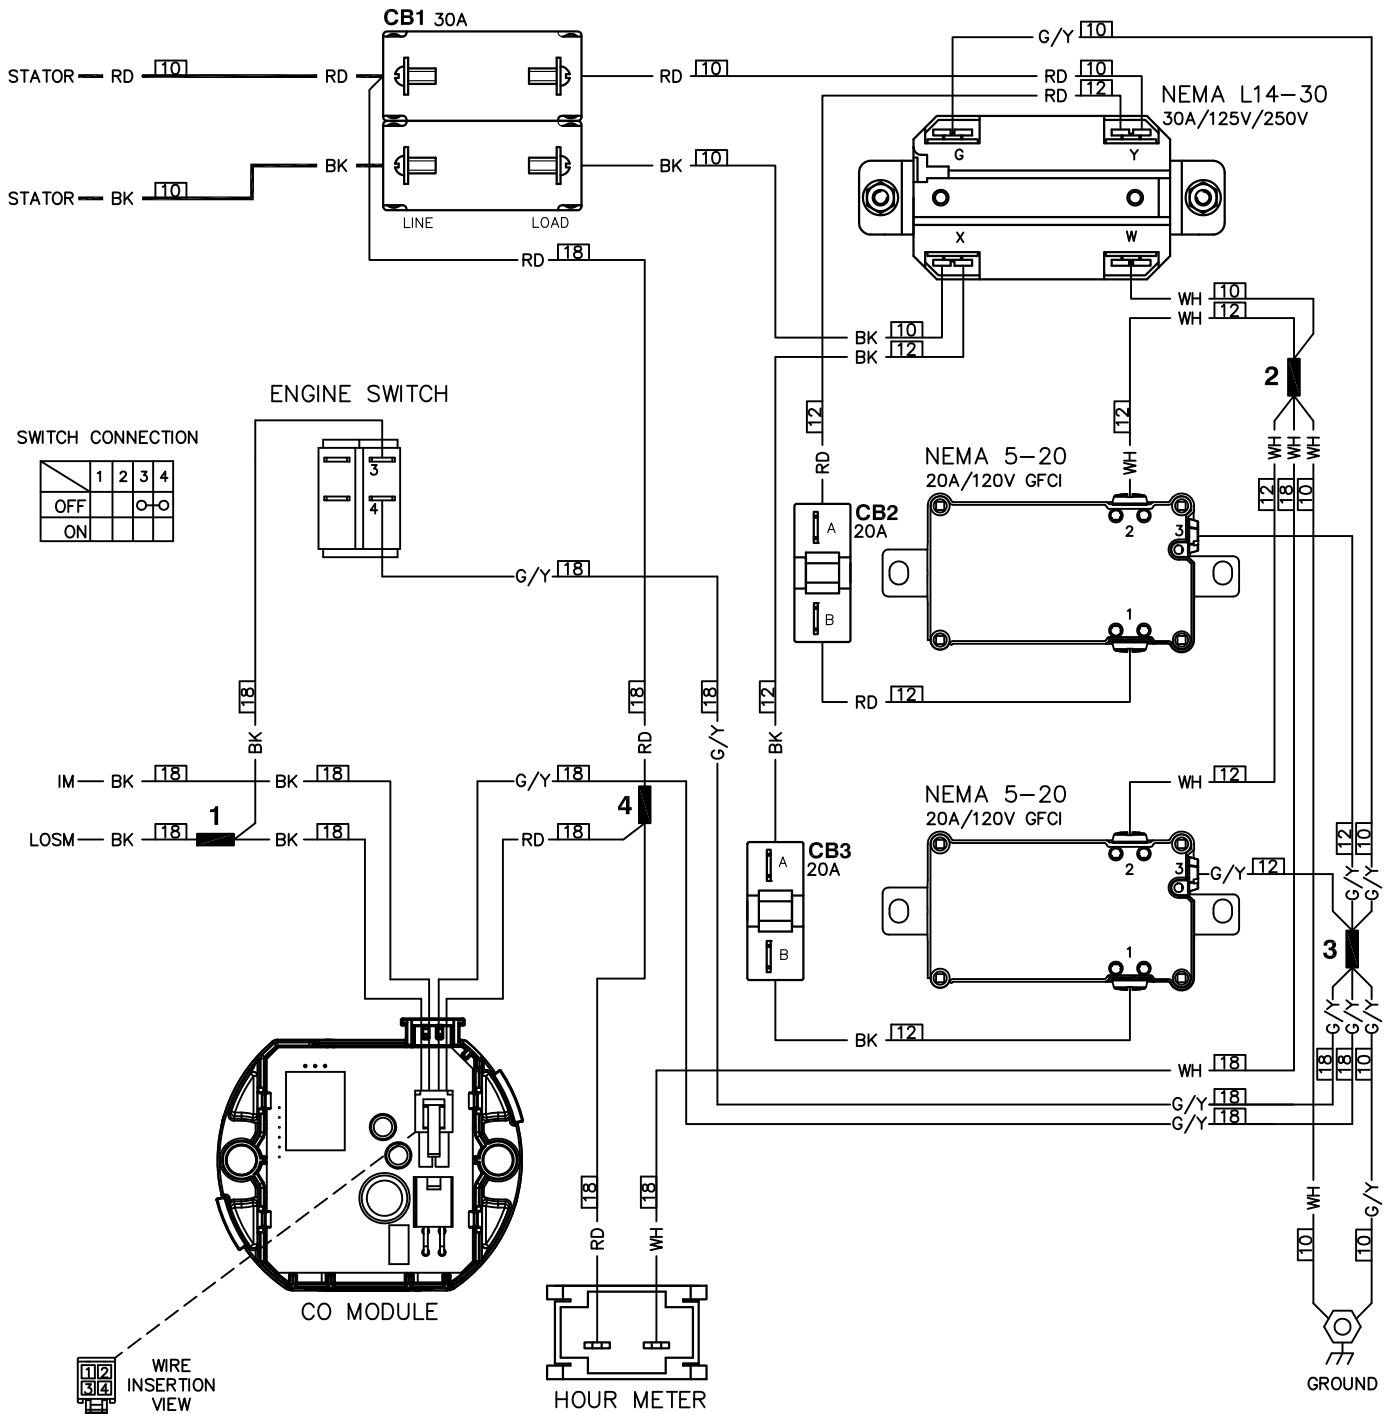 CB1 30A
STATOR RD 10 RD
RD 10
G/Y 10
RD 10
RD 12
NEMA L14-30
30A/125V/250V
G Y
BK
BK 10
STATOR BK 10
LINE LOAD
X W
RD 18
WH 10
WH 12
BK 10
BK 12
2
ENGINE SWITCH
SWITCH CONNECTION
1 2 3 4
OFF
ON
3
4
12
RD
12
WH
WH WH WH
12 18 10
NEMA 5-20
20A/120V GFCI
CB2
20A
A
B
2 3
1
G/Y 18
RD 12
18
BK
18
RD
18
G/Y
12
BK
IM BK 18 BK 18
G/Y 18
WH 12
1
4
LOSM BK 18 BK 18
RD 18
NEMA 5-20
20A/120V GFCI
CB3
20A
A
B
2 3
1
G/Y 12
12 10
G/Y G/Y
3
G/Y G/Y G/Y
18 18 10
BK 12
WH 18
G/Y 18
G/Y 18
18
RD
18
WH
WH
10
G/Y
10
CO MODULE
1 2
3 4
WIRE
INSERTION
VIEW
HOUR METER
GROUND